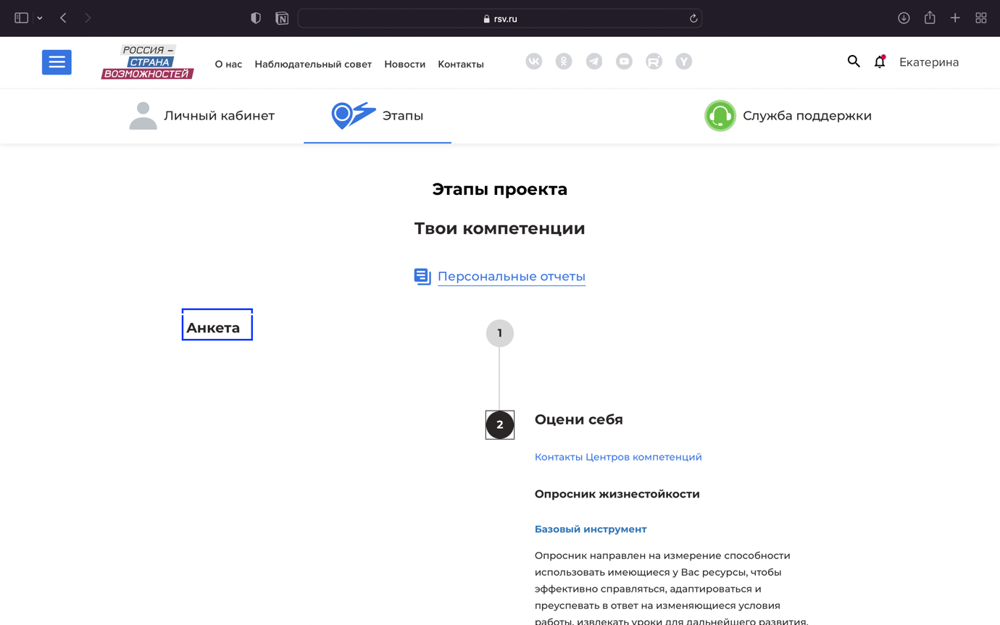 rsv.ru
РОССИЯ –
СТРАНА
ВОЗМОЖНОСТЕЙ
О нас Наблюдательный совет Новости Контакты
Екатерина
Личный кабинет
Этапы
Служба поддержки
Этапы проекта
Твои компетенции
Персональные отчеты
Анкета
1
2
Оцени себя
Контакты Центров компетенций
Опросник жизнестойкости
Базовый инструмент
Опросник направлен на измерение способности
использовать имеющиеся у Вас ресурсы, чтобы
эффективно справляться, адаптироваться и
преуспевать в ответ на изменяющиеся условия
работы, извлекать уроки для дальнейшего развития.